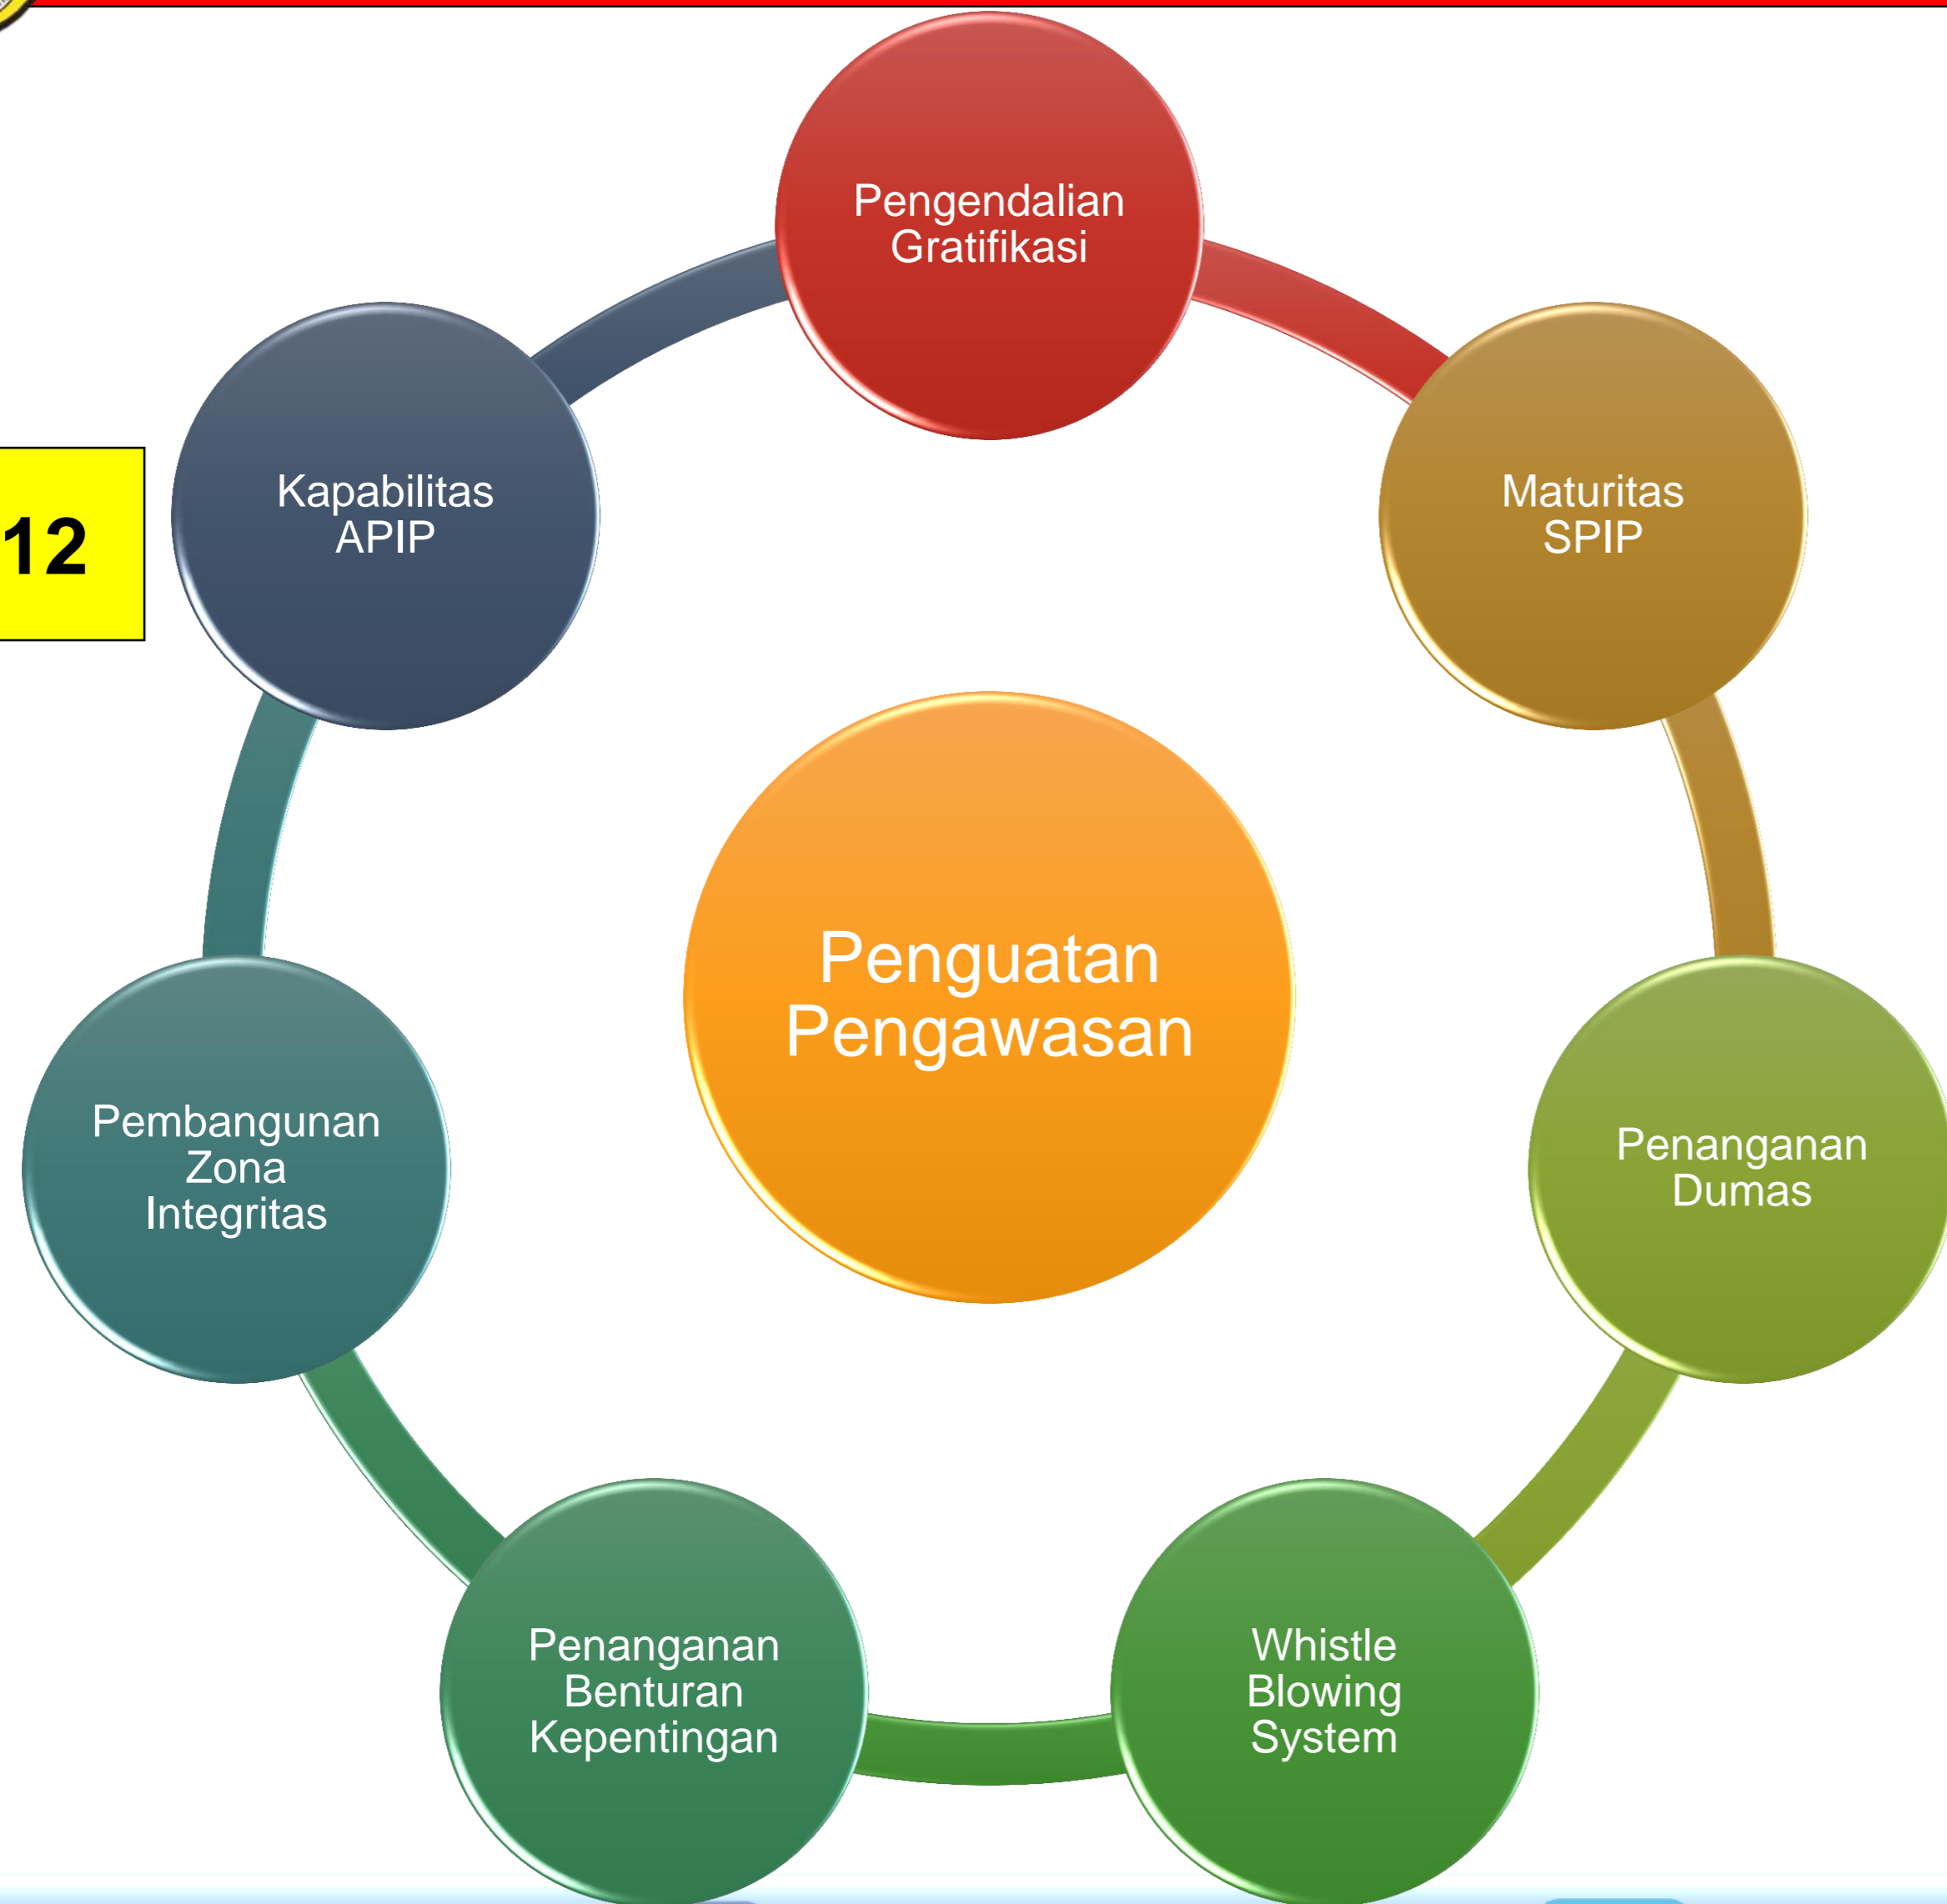 Pengendalian
Gratifikasi
Maturitas
SPIP
Penanganan
Dumas
Whistle
Blowing
System
Penanganan
Benturan
Kepentingan
Pembangunan
Zona
Integritas
Kapabilitas
APIP
Penguatan
Pengawasan
12